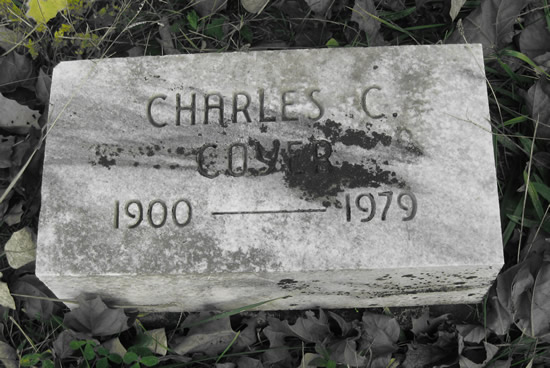 CHARLES C.
COYER
1900 — 1979